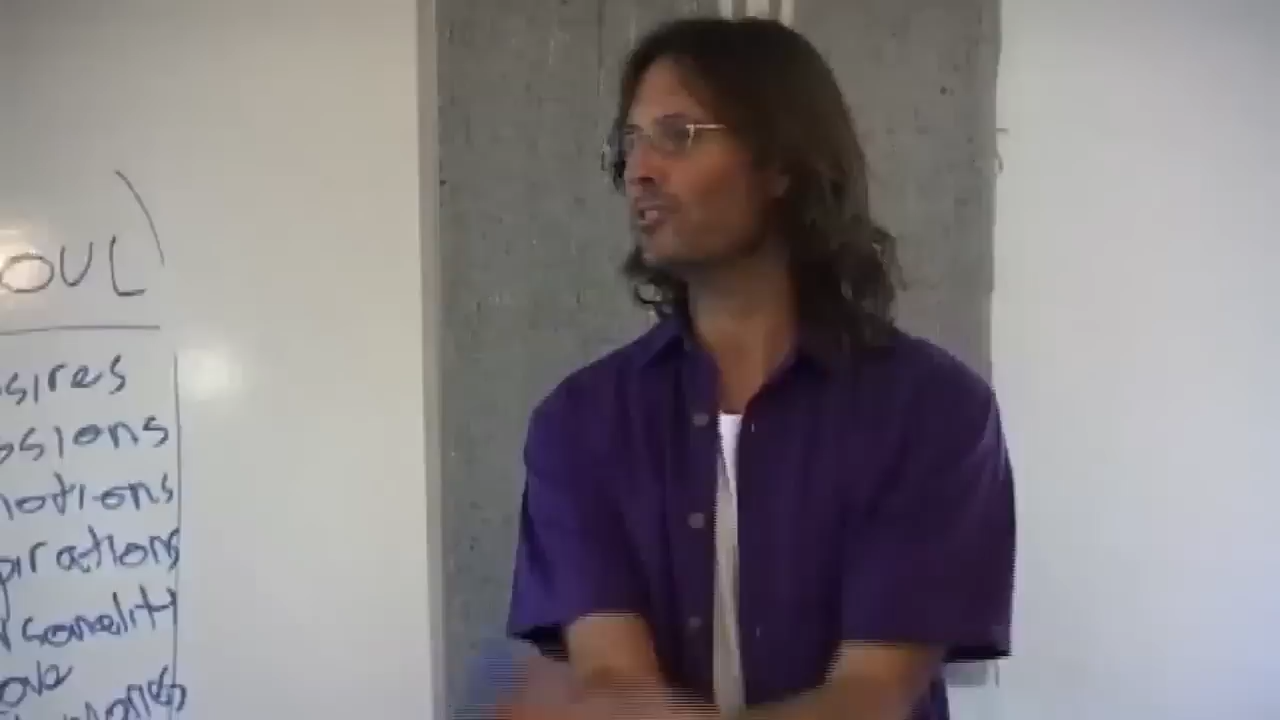 OUL)
sires
ssions
notions
pirations
rsonality
ove